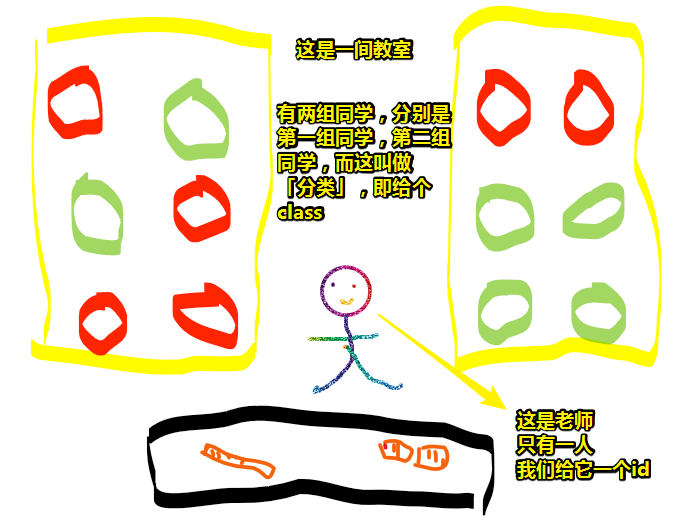 这是一间教室
有两组同学，分别是
第一组同学，第二组
同学，而这叫做
「分类」，即给个
class
这是老师
只有一人
我们给它一个id